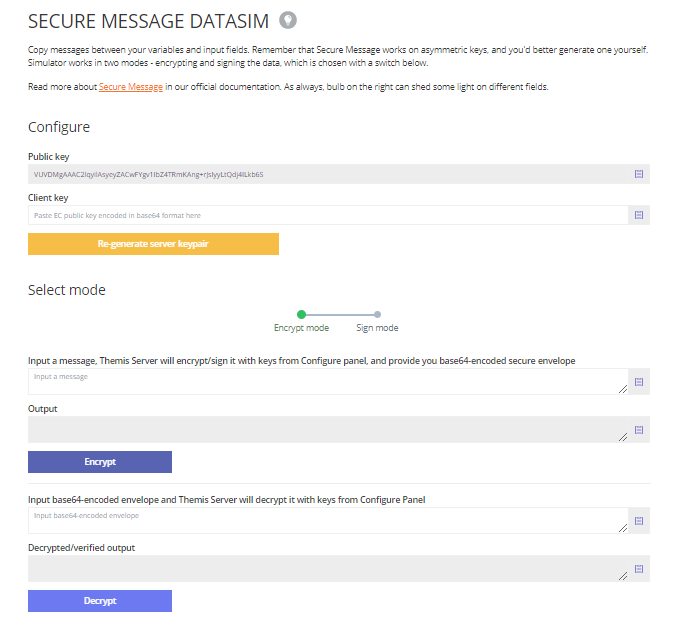 SECURE MESSAGE DATASIM
Copy messages between your variables and input fields. Remember that Secure Message works on asymmetric keys, and you'd better generate one yourself.
Simulator works in two modes - encrypting and signing the data, which is chosen with a switch below.
Read more about Secure Message in our official documentation. As always, bulb on the right can shed some light on different fields.
Configure
Public key
Client key
Paste EC public key encoded in base64 format here
Re-generate server keypair
Select mode
Encrypt mode
Sign mode
Input a message, Themis Server will encrypt/sign it with keys from Configure panel, and provide you base64-encoded secure envelope
Input a message
Output
Encrypt
Input base64-encoded envelope and Themis Server will decrypt it with keys from Configure Panel
Input base64-encoded envelope
Decrypted/verified output
Decrypt